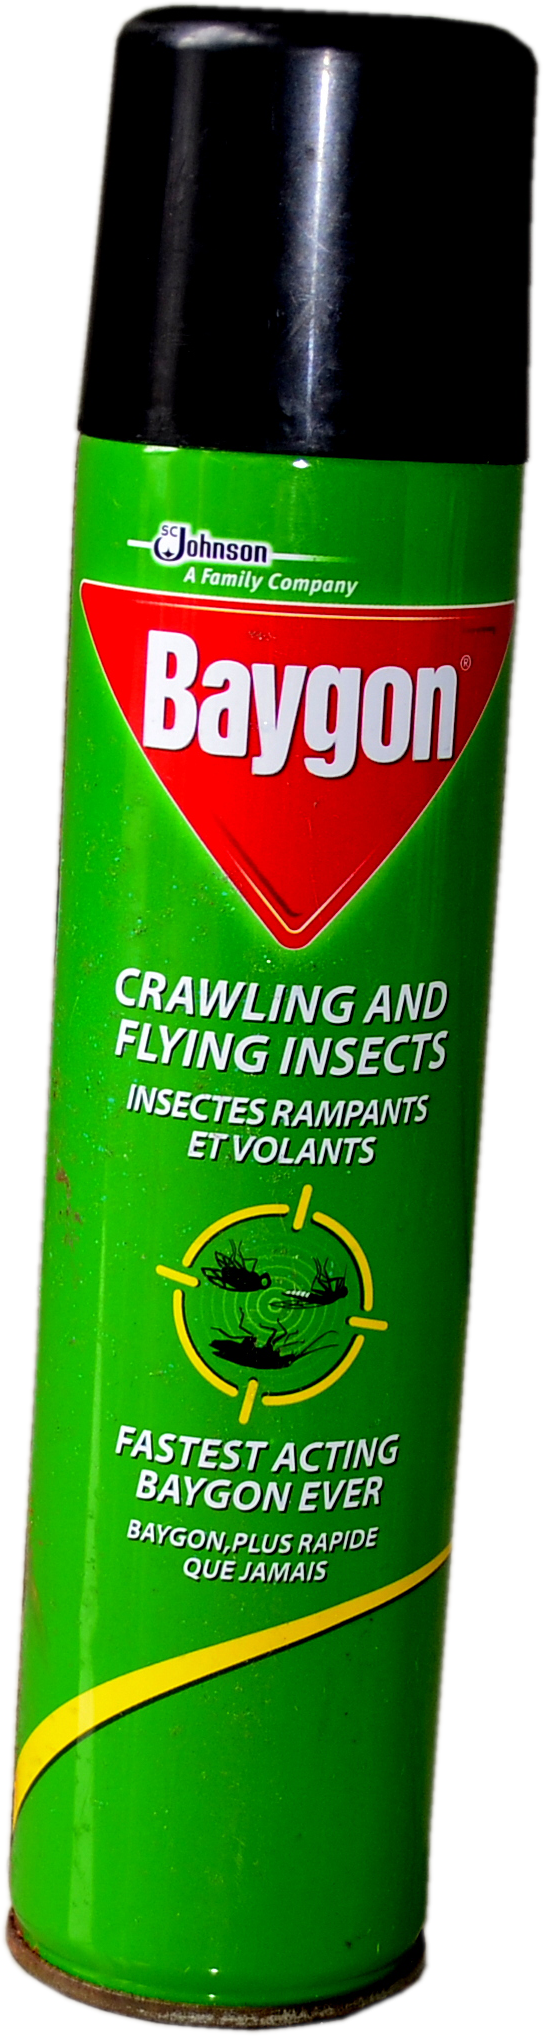 SC Johnson
A Family Company
Baygon®
CRAWLING AND
FLYING INSECTS
INSECTES RAMPANTS
ET VOLANTS
FASTEST ACTING
BAYGON EVER
BAYGON,PLUS RAPIDE
QUE JAMAIS